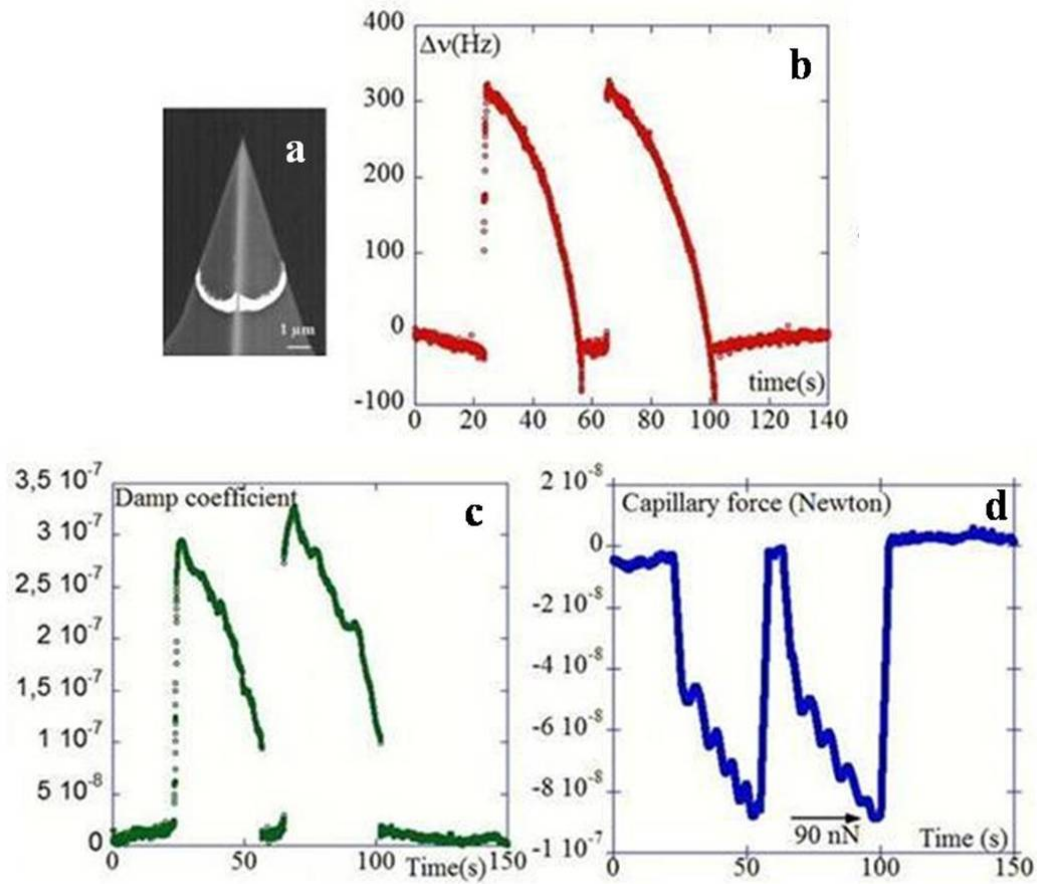 a
1 µm
Δν(Hz)
b
400
300
200
100
0
-100
0 20 40 60 80 100 120 140
time(s)
Damp coefficient
c
3,5 10-7
3 10-7
2,5 10-7
2 10-7
1,5 10-7
1 10-7
5 10-8
0
0 50 100 150
Time(s)
Capillary force (Newton)
d
2 10-8
0
-2 10-8
-4 10-8
-6 10-8
-8 10-8
-1 10-7
90 nN
Time (s)
0 50 100 150